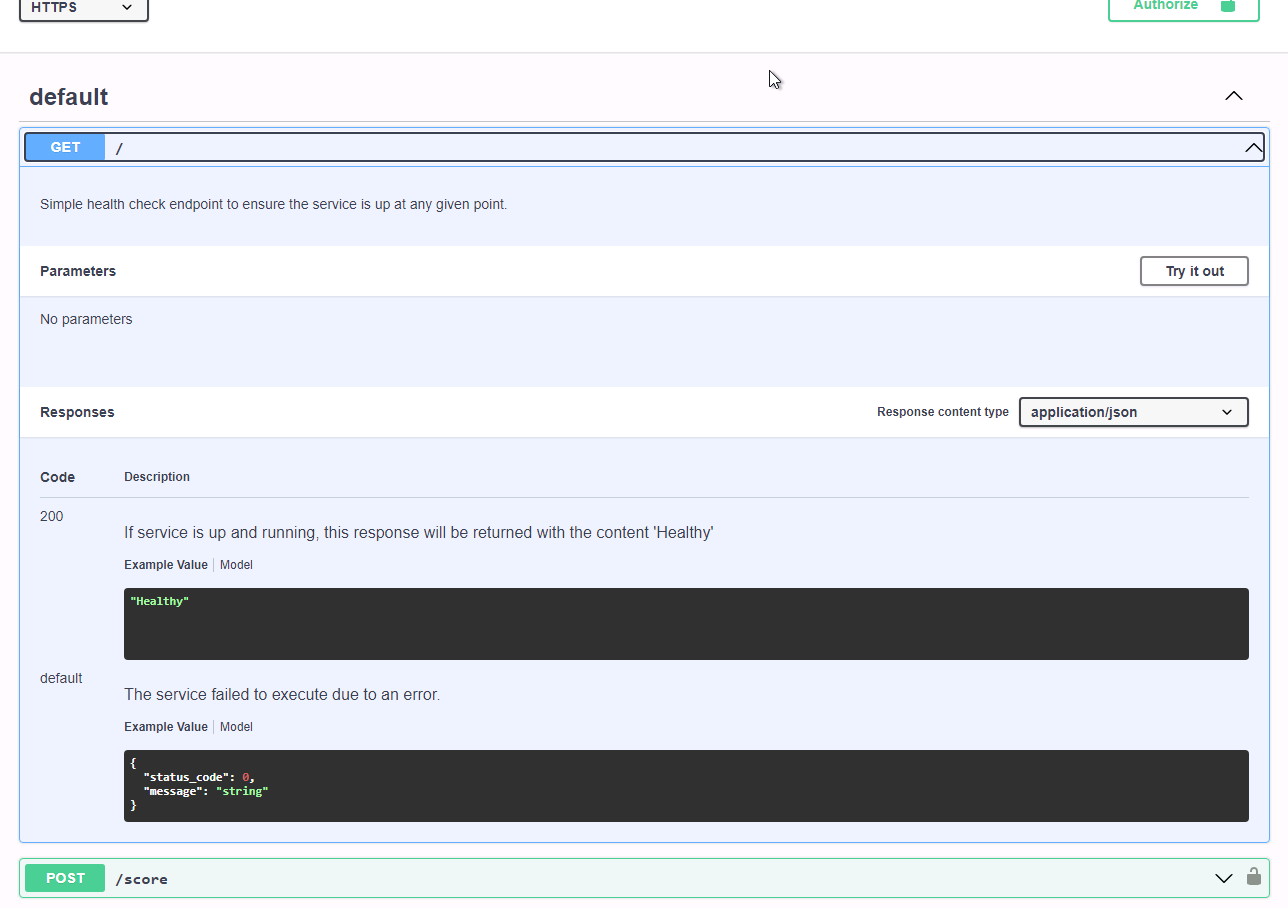 HTTPS
Authorize
default
GET /
Simple health check endpoint to ensure the service is up at any given point.
Parameters
Try it out
No parameters
Responses
Response content type
application/json
Code Description
200
If service is up and running, this response will be returned with the content 'Healthy'
Example Value Model
"Healthy"
default
The service failed to execute due to an error.
Example Value Model
{
"status_code": 0,
"message": "string"
}
POST /score